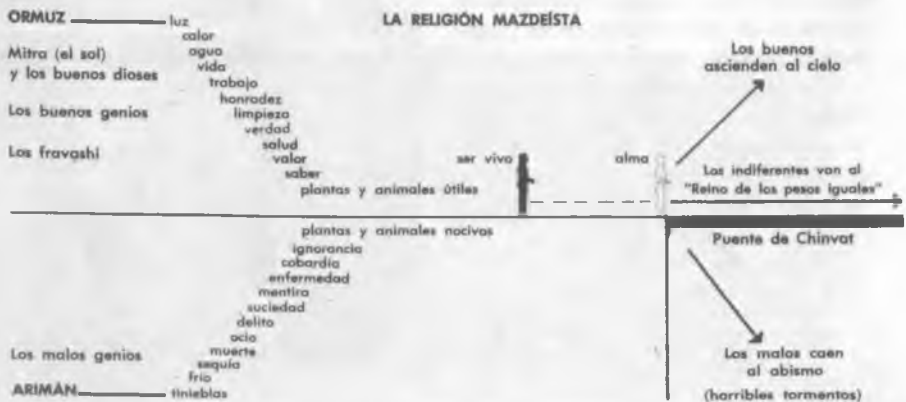 LA RELIGIÓN MAZDEÍSTA
ORMUZ
luz
calor
Mitra (el sol)
y los buenos dioses
agua
vida
trabajo
honradez
Los buenos genios
limpieza
verdad
salud
Los fravashi
valor
saber
plantas y animales útiles
ser vivo
alma
Los buenos
ascienden al cielo
Los indiferentes van al
"Reino de los pesos iguales"
plantas y animales nocivos
Puente de Chinvat
ignorancia
cobardía
enfermedad
mentira
suciedad
delito
ocio
Los malos genios
muerte
sequía
frío
ARIMÁN
tinieblas
Los malos caen
al abismo
(horribles tormentos)